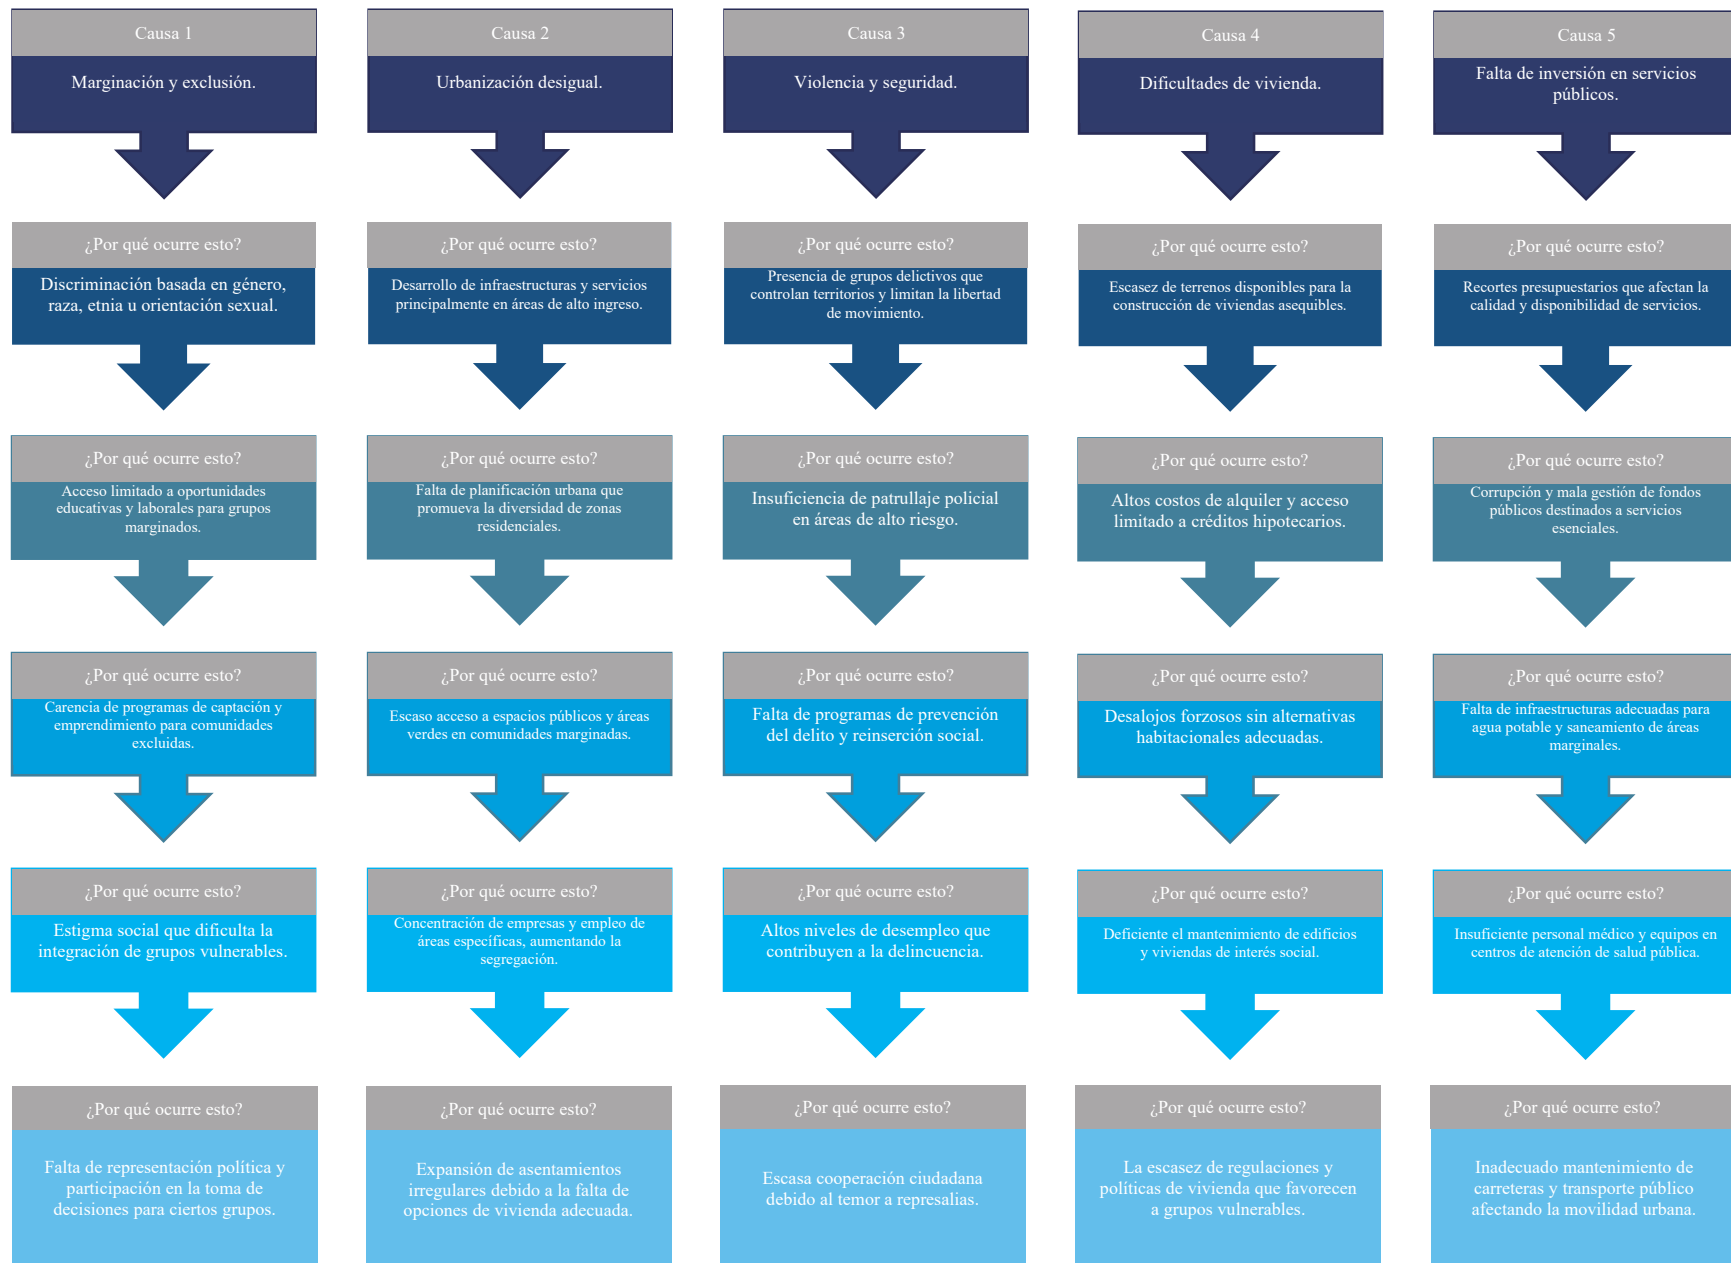 Causa 1
Marginación y exclusión.
¿Por qué ocurre esto?
Discriminación basada en género,
raza, etnia u orientación sexual.
¿Por qué ocurre esto?
Acceso limitado a oportunidades
educativas y laborales para grupos
marginados.
¿Por qué ocurre esto?
Carencia de programas de captación y
emprendimiento para comunidades
excluidas.
¿Por qué ocurre esto?
Estigma social que dificulta la
integración de grupos vulnerables.
¿Por qué ocurre esto?
Falta de representación política y
participación en la toma de
decisiones para ciertos grupos.
Causa 2
Urbanización desigual.
¿Por qué ocurre esto?
Desarrollo de infraestructuras y servicios
principalmente en áreas de alto ingreso.
¿Por qué ocurre esto?
Falta de planificación urbana que
promueva la diversidad de zonas
residenciales.
¿Por qué ocurre esto?
Escaso acceso a espacios públicos y áreas
verdes en comunidades marginadas.
¿Por qué ocurre esto?
Concentración de empresas y empleo de
áreas específicas, aumentando la
segregación.
¿Por qué ocurre esto?
Expansión de asentamientos
irregulares debido a la falta de
opciones de vivienda adecuada.
Causa 3
Violencia y seguridad.
¿Por qué ocurre esto?
Presencia de grupos delictivos que
controlan territorios y limitan la libertad
de movimiento.
¿Por qué ocurre esto?
Insuficiencia de patrullaje policial
en áreas de alto riesgo.
¿Por qué ocurre esto?
Falta de programas de prevención
del delito y reinserción social.
¿Por qué ocurre esto?
Altos niveles de desempleo que
contribuyen a la delincuencia.
¿Por qué ocurre esto?
Escasa cooperación ciudadana
debido al temor a represalias.
Causa 4
Dificultades de vivienda.
¿Por qué ocurre esto?
Escasez de terrenos disponibles para la
construcción de viviendas asequibles.
¿Por qué ocurre esto?
Altos costos de alquiler y acceso
limitado a créditos hipotecarios.
¿Por qué ocurre esto?
Desalojos forzosos sin alternativas
habitacionales adecuadas.
¿Por qué ocurre esto?
Deficiente el mantenimiento de edificios
y viviendas de interés social.
¿Por qué ocurre esto?
La escasez de regulaciones y
políticas de vivienda que favorecen
a grupos vulnerables.
Causa 5
Falta de inversión en servicios
públicos.
¿Por qué ocurre esto?
Recortes presupuestarios que afectan la
calidad y disponibilidad de servicios.
¿Por qué ocurre esto?
Corrupción y mala gestión de fondos
públicos destinados a servicios
esenciales.
¿Por qué ocurre esto?
Falta de infraestructuras adecuadas para
agua potable y saneamiento de áreas
marginales.
¿Por qué ocurre esto?
Insuficiente personal médico y equipos en
centros de atención de salud pública.
¿Por qué ocurre esto?
Inadecuado mantenimiento de
carreteras y transporte público
afectando la movilidad urbana.